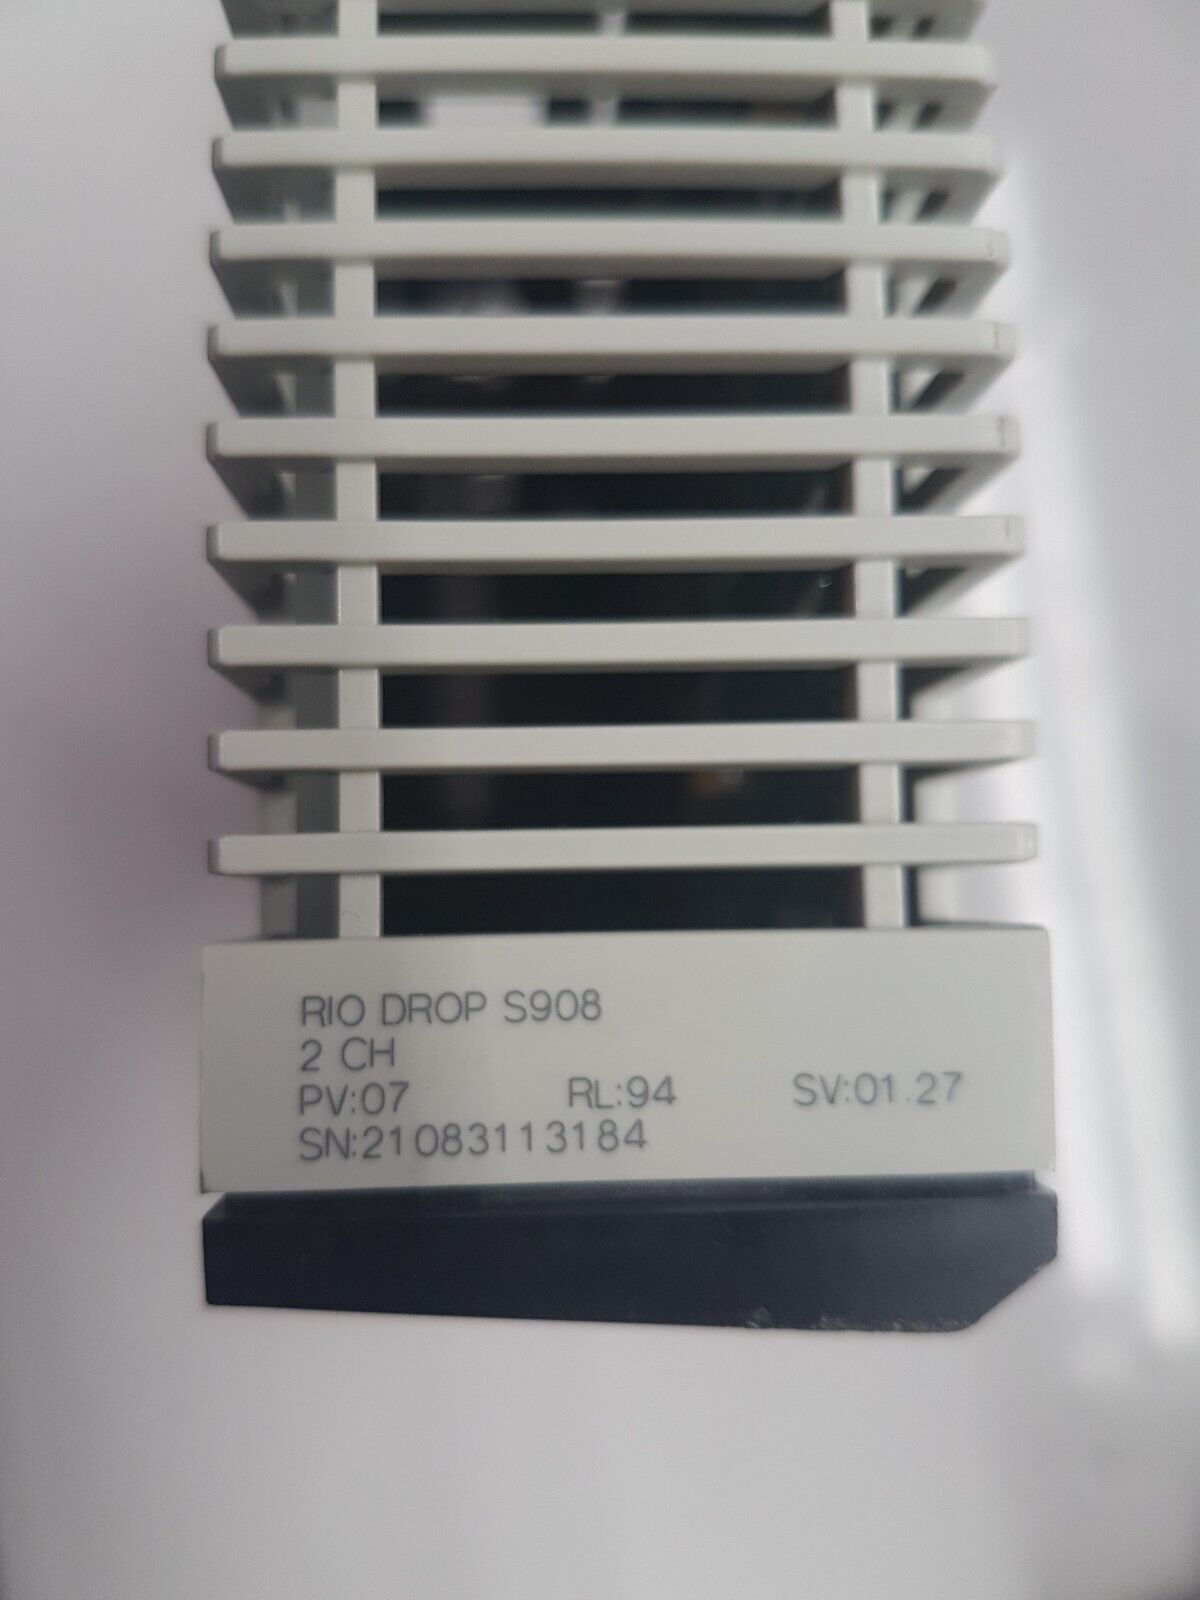 RIO DROP S908
2 CH
PV:07 RL:94 SV:01.27
SN:21083113184